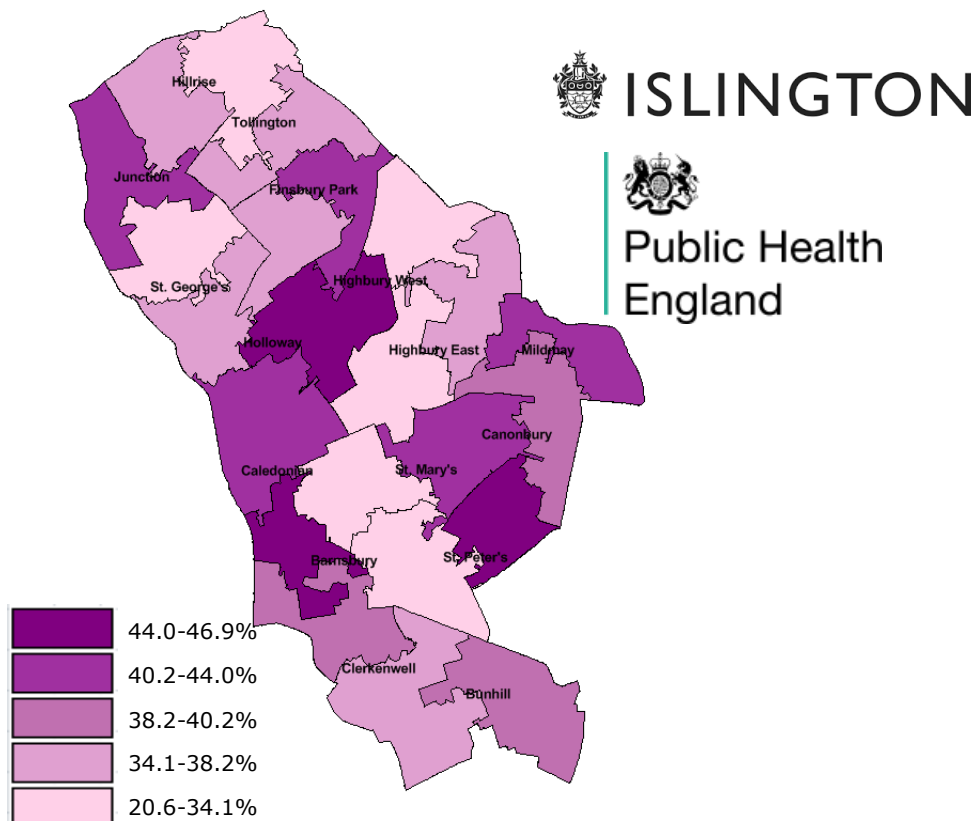 ISLINGTON
Public Health
England
Hillrise
Tollington
Junction
Finsbury Park
St. George's
Highbury West
Holloway
Highbury East
Mildmay
Canonbury
Caledonian
St. Mary's
Barnsbury
St. Peter's
Clerkenwell
Bunhill
44.0-46.9%
40.2-44.0%
38.2-40.2%
34.1-38.2%
20.6-34.1%